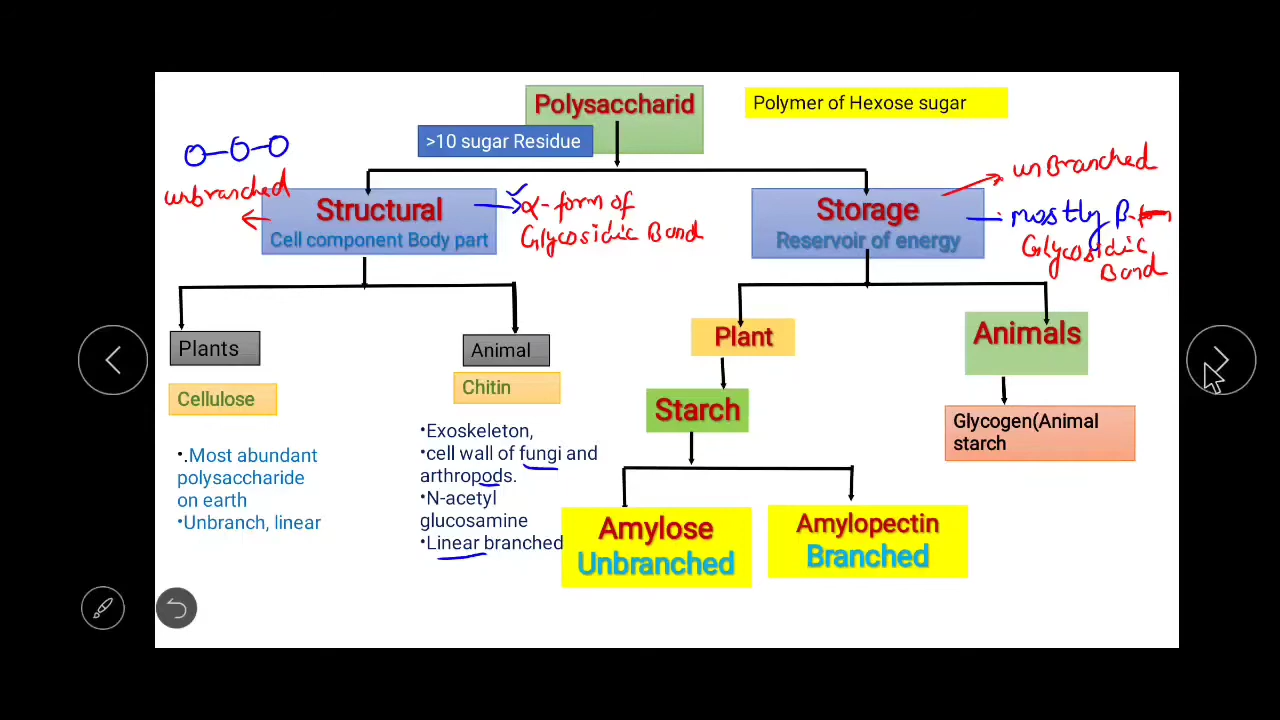 Polysaccharid
Polymer of Hexose sugar
>10 sugar Residue
unbranched
Structural
Cell component Body part
α-form of
Glycosidic Bond
unBranched
Storage
Reservoir of energy
mostly β-form
Glycosidic
Bond
Plants
Cellulose
•.Most abundant
polysaccharide
on earth
•Unbranch, linear
Animal
Chitin
•Exoskeleton,
•cell wall of fungi and
arthropods.
•N-acetyl
glucosamine
•Linear branched
Plant
Starch
Amylose
Unbranched
Amylopectin
Branched
Animals
Glycogen(Animal
starch